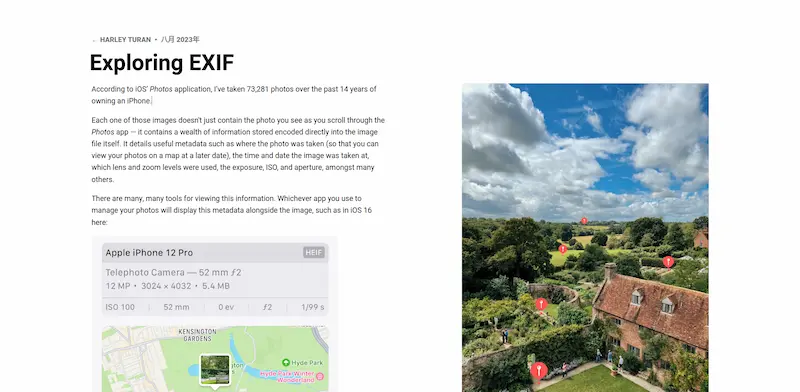 ← HARLEY TURAN • 八月 2023年
Exploring EXIF
According to iOS' Photos application, I've taken 73,281 photos over the past 14 years of
owning an iPhone.
Each one of those images doesn't just contain the photo you see as you scroll through the
Photos app — it contains a wealth of information stored encoded directly into the image
file itself. It details useful metadata such as where the photo was taken (so that you can
view your photos on a map at a later date), the time and date the image was taken at,
which lens and zoom levels were used, the exposure, ISO, and aperture, amongst many
others.
There are many, many tools for viewing this information. Whichever app you use to
manage your photos will display this metadata alongside the image, such as in iOS 16
here:
Apple iPhone 12 Pro HEIF
Telephoto Camera — 52 mm ƒ2
12 MP • 3024 × 4032 • 5.4 MB
ISO 100 52 mm 0 ev ƒ2 1/99 s
KENSINGTON
GARDENS
Hyde Park
Hyde Park Winter
Wonderland